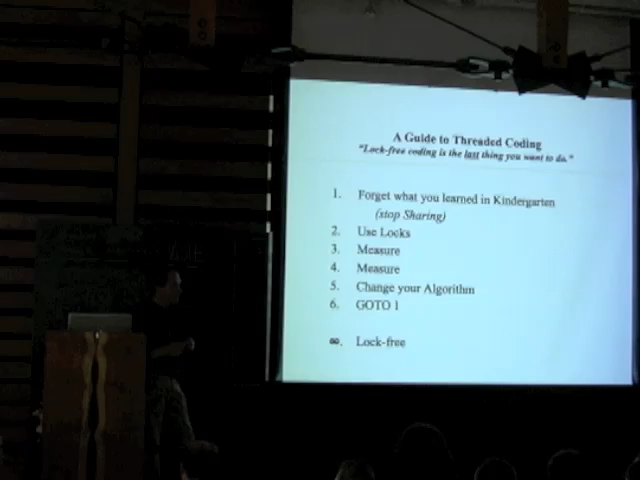 A Guide to Threaded Coding
"Lock-free coding is the last thing you want to do."
1. Forget what you learned in Kindergarten
(stop Sharing)
2. Use Locks
3. Measure
4. Measure
5. Change your Algorithm
6. GOTO 1
∞. Lock-free